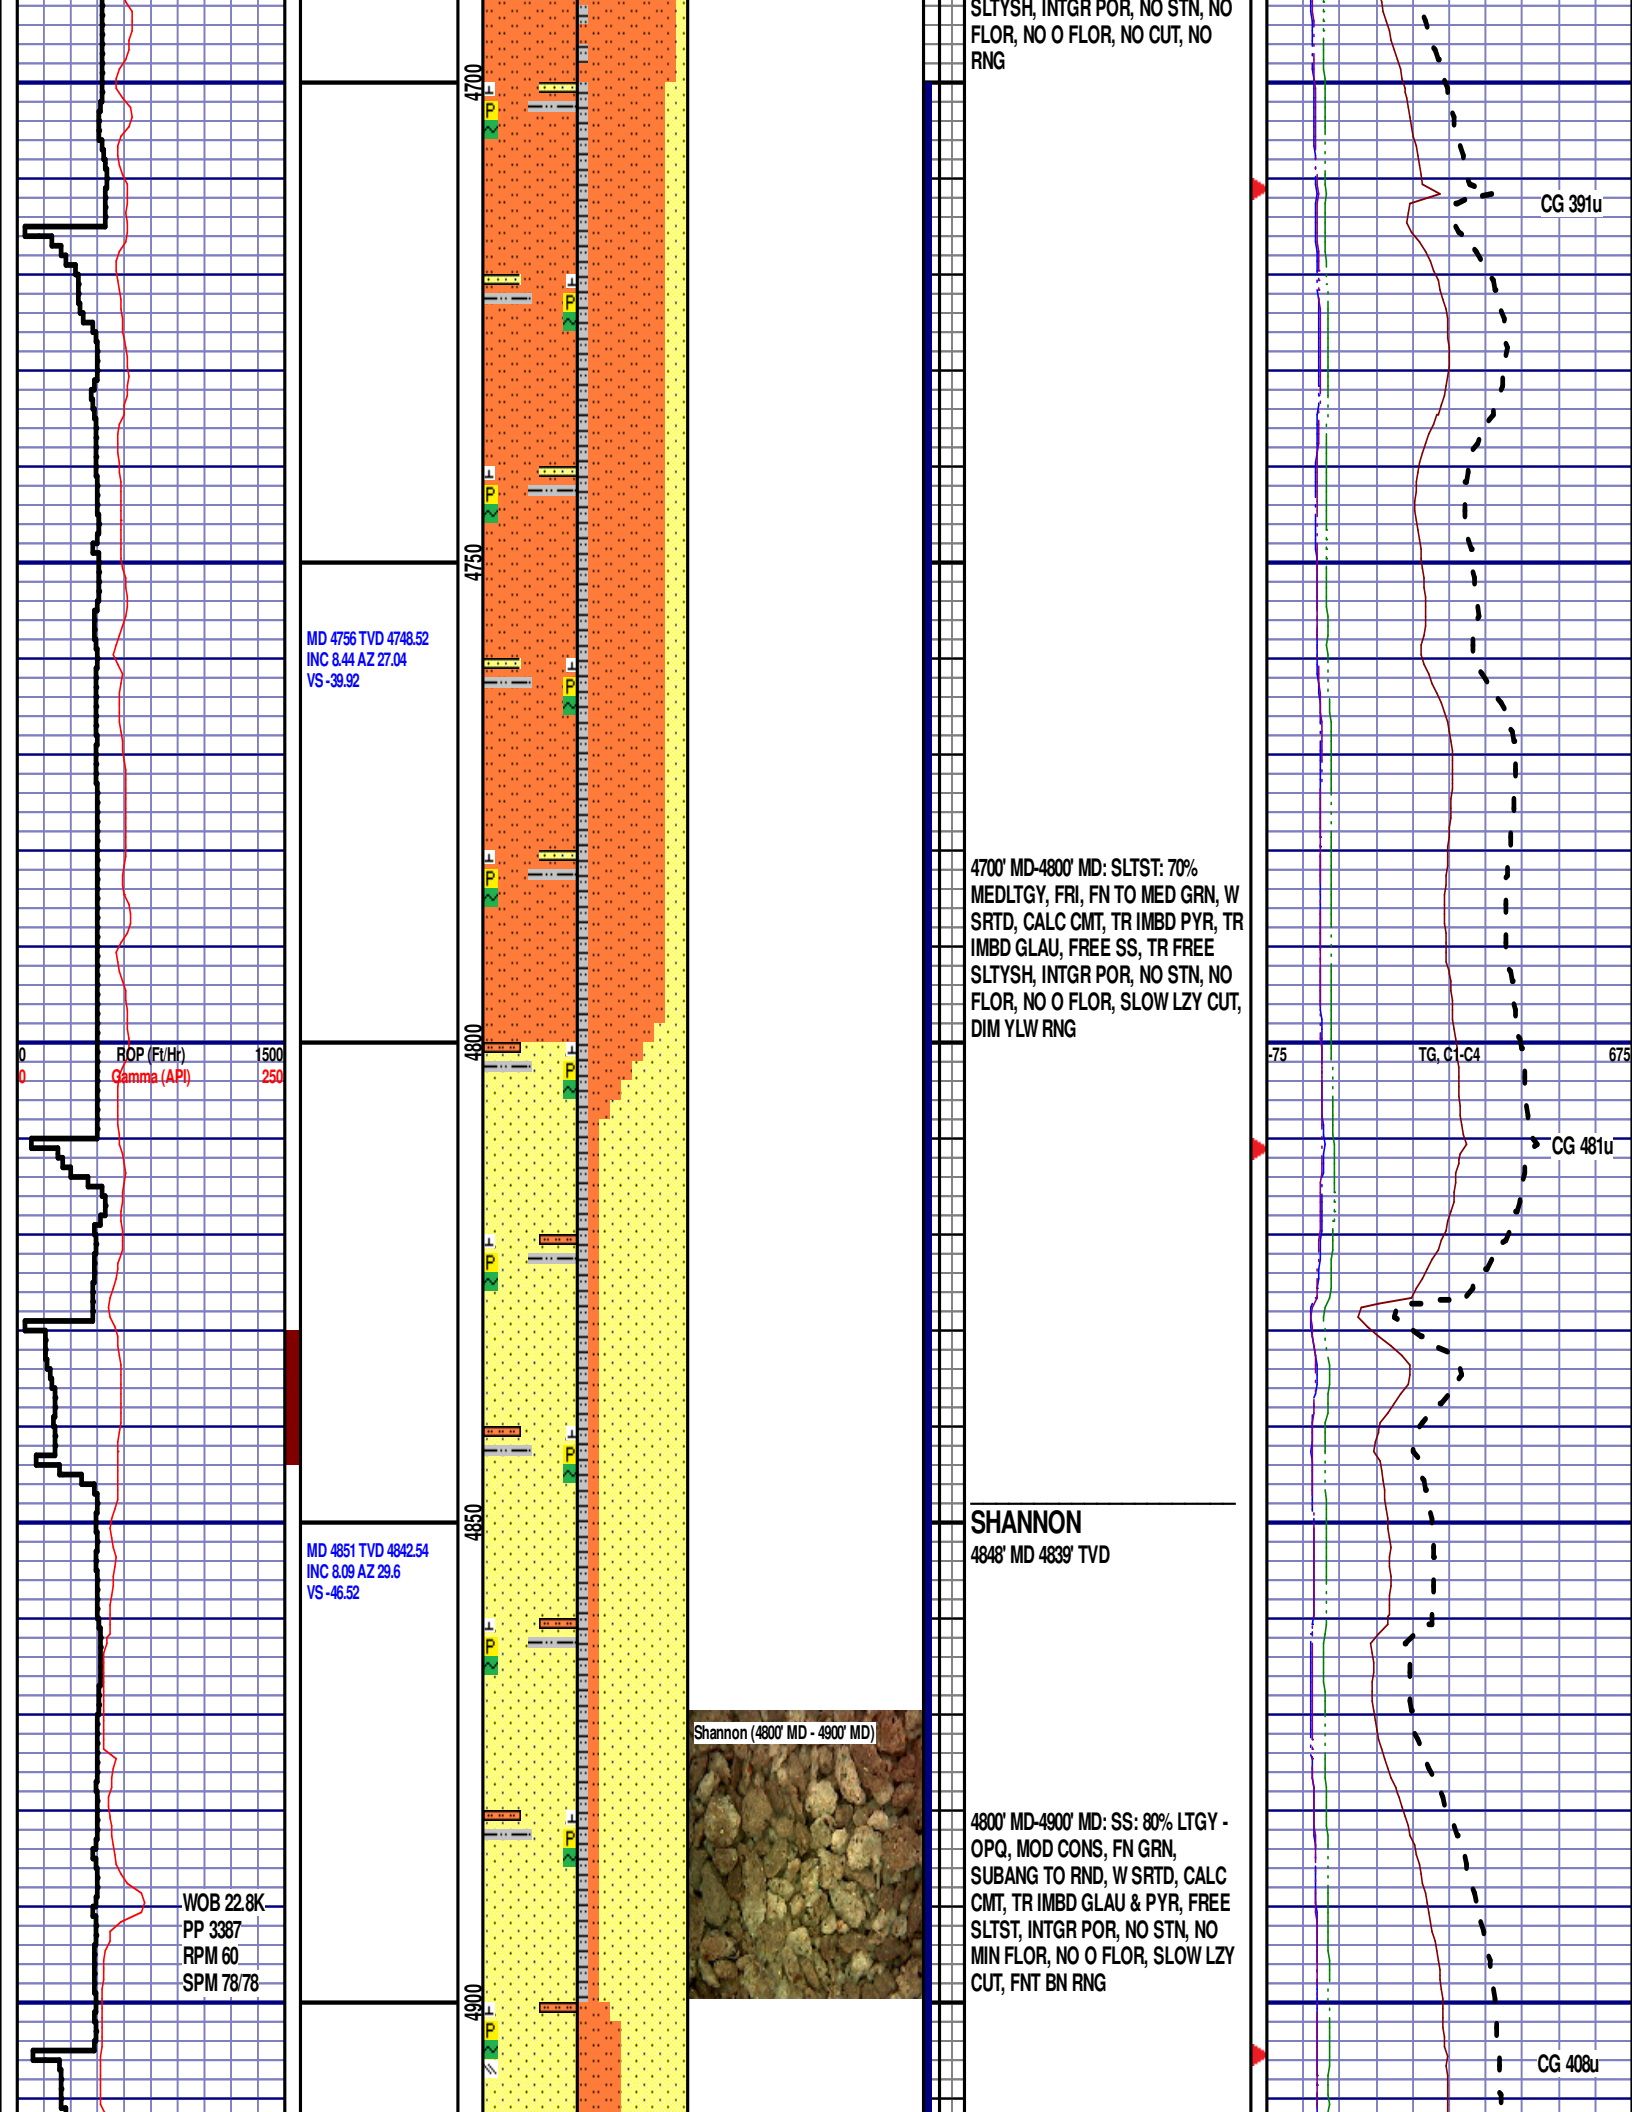 SLTYSH, INTGR POR, NO STN, NO
FLOR, NO O FLOR, NO CUT, NO
RNG
4700
P
CG 391u
P
P
4750
MD 4756 TVD 4748.52
INC 8.44 AZ 27.04
VS -39.92
P
P
4700' MD-4800' MD: SLTST: 70%
MEDLTGY, FRI, FN TO MED GRN, W
SRTD, CALC CMT, TR IMBD PYR, TR
IMBD GLAU, FREE SS, TR FREE
SLTYSH, INTGR POR, NO STN, NO
FLOR, NO O FLOR, SLOW LZY CUT,
DIM YLW RNG
4800
0 ROP (Ft/Hr) 1500
0 Gamma (API) 250
-75 TG, C1-C4 675
P
CG 481u
P
P
4850
SHANNON
4848' MD 4839' TVD
MD 4851 TVD 4842.54
INC 8.09 AZ 29.6
VS -46.52
P
Shannon (4800' MD - 4900' MD)
P
4800' MD-4900' MD: SS: 80% LTGY -
OPQ, MOD CONS, FN GRN,
SUBANG TO RND, W SRTD, CALC
CMT, TR IMBD GLAU & PYR, FREE
SLTST, INTGR POR, NO STN, NO
MIN FLOR, NO O FLOR, SLOW LZY
CUT, FNT BN RNG
WOB 22.8K
PP 3387
RPM 60
SPM 78/78
4900
P
CG 408u